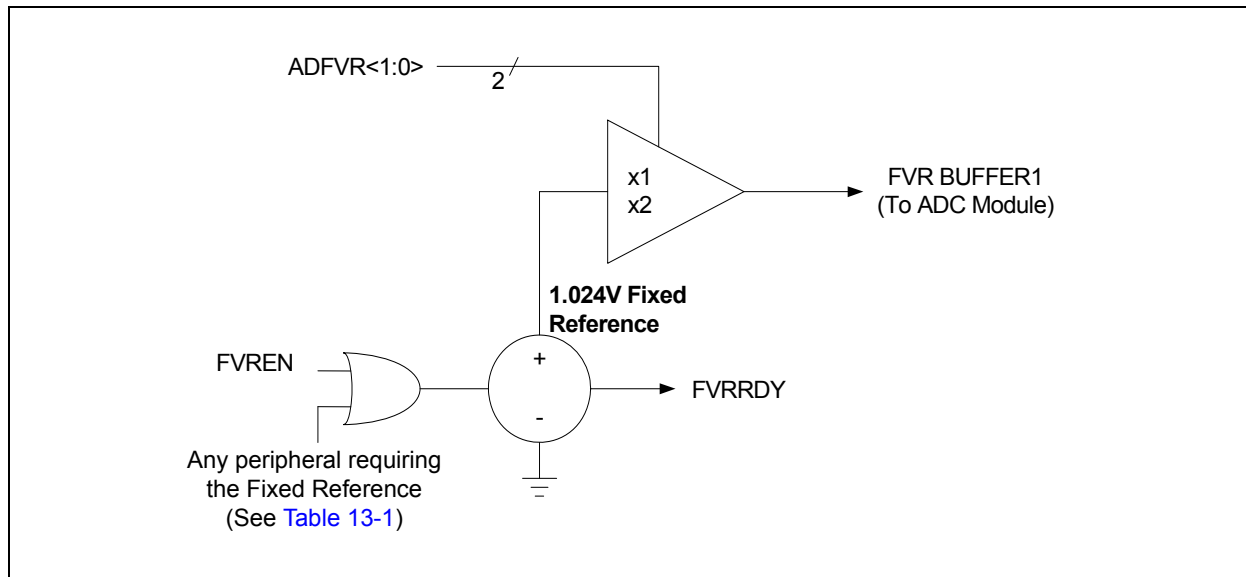 ADFVR<1:0>
2
x1
x2
FVR BUFFER1
(To ADC Module)
1.024V Fixed
Reference
FVREN
+
-
FVRRDY
Any peripheral requiring
the Fixed Reference
(See Table 13-1)